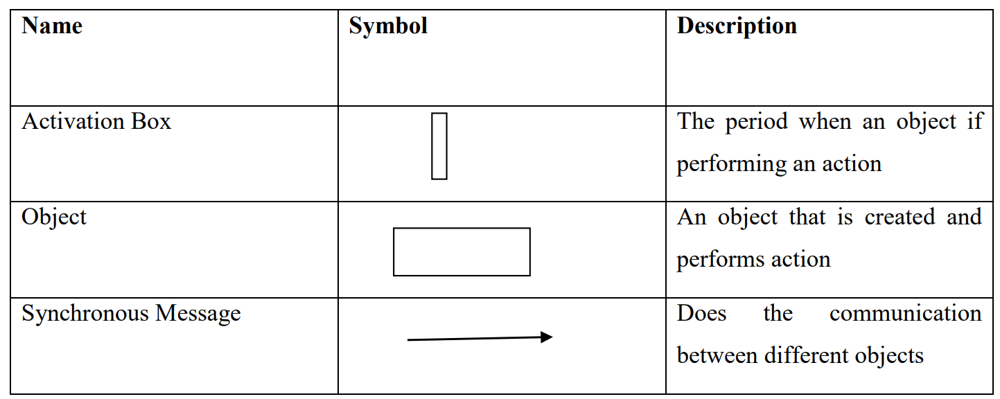 Name Symbol Description
Activation Box The period when an object if
performing an action
Object An object that is created and
performs action
Synchronous Message Does the communication
between different objects